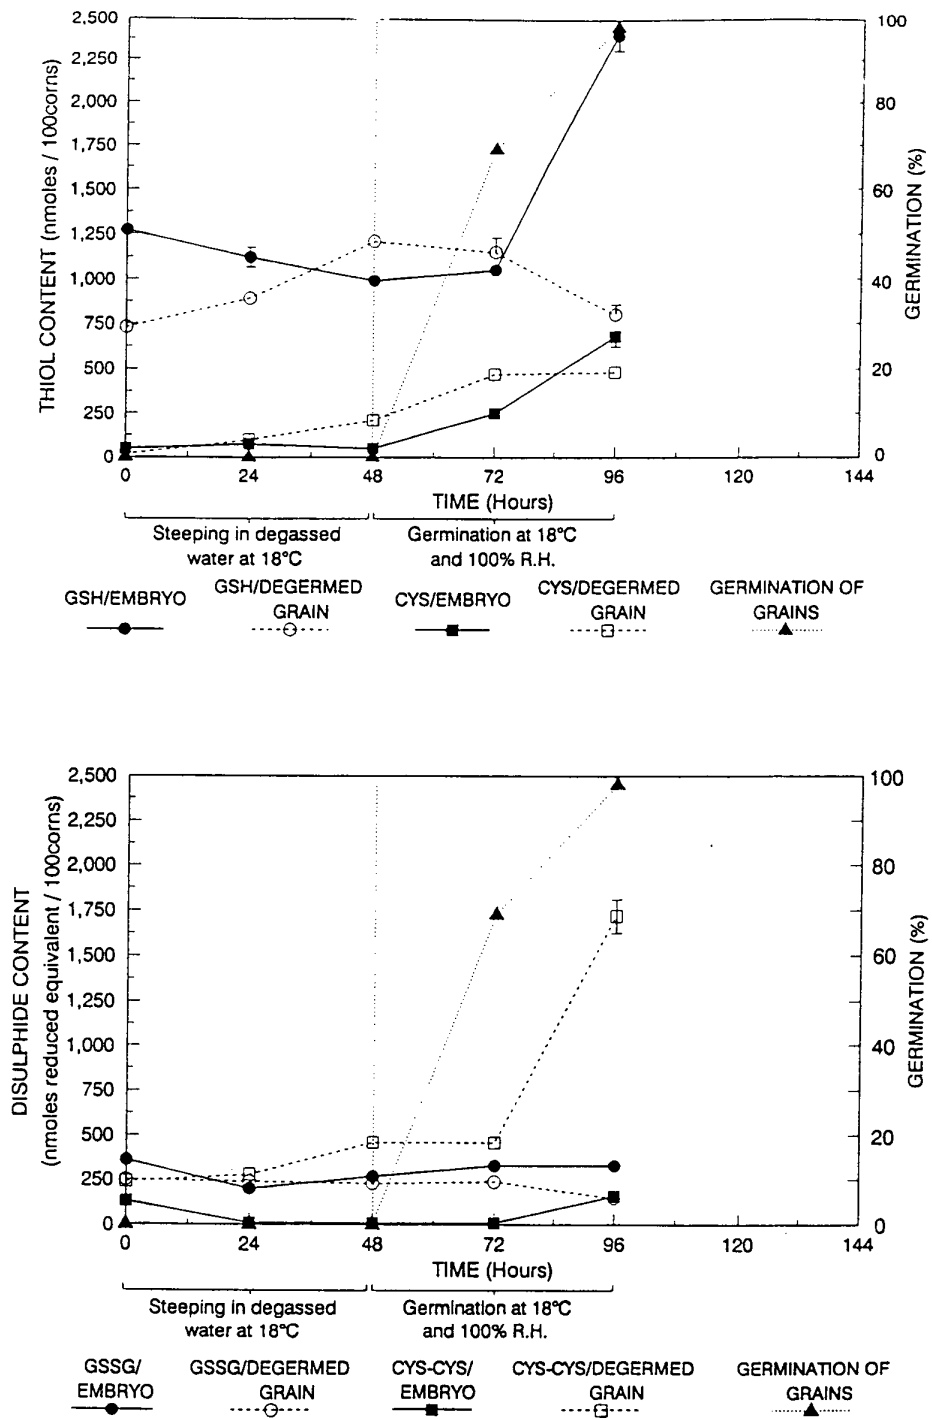 2,500
2,250
2,000
1,750
1,500
1,250
1,000
750
500
250
0
THIOL CONTENT (nmoles / 100corns)
100
80
60
40
20
0
GERMINATION (%)
0 24 48 72 96 120 144
TIME (Hours)
Steeping in degassed Germination at 18°C
water at 18°C and 100% R.H.
GSH/EMBRYO GSH/DEGERMED CYS/EMBRYO CYS/DEGERMED GERMINATION OF
GRAIN GRAIN GRAINS
2,500
2,250
2,000
1,750
1,500
1,250
1,000
750
500
250
0
DISULPHIDE CONTENT
(nmoles reduced equivalent / 100corns)
100
80
60
40
20
0
GERMINATION (%)
0 24 48 72 96 120 144
TIME (Hours)
Steeping in degassed Germination at 18°C
water at 18°C and 100% R.H.
GSSG/ GSSG/DEGERMED CYS-CYS/ CYS-CYS/DEGERMED GERMINATION OF
EMBRYO GRAIN EMBRYO GRAIN GRAINS